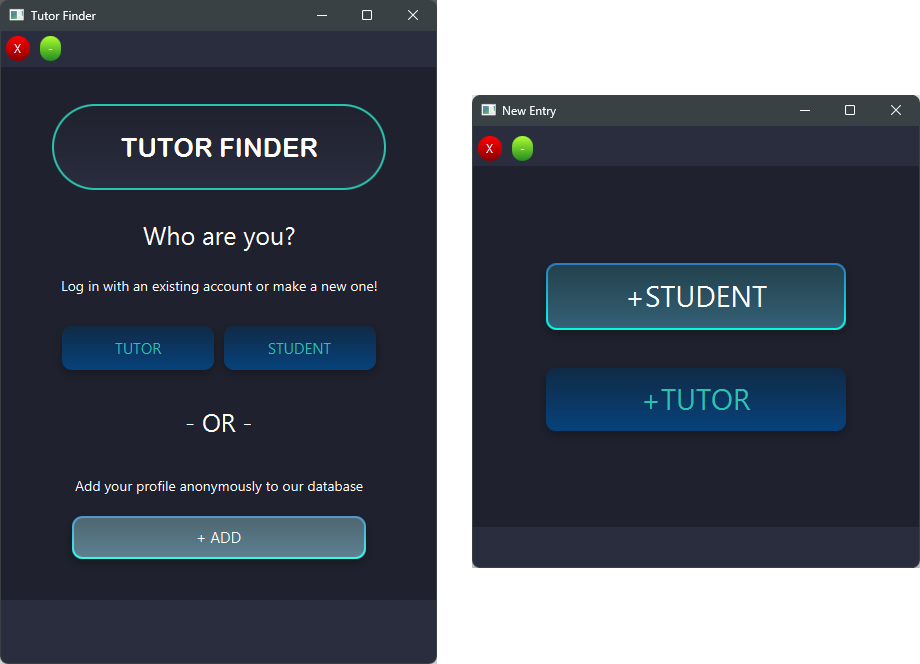 Tutor Finder
X -
TUTOR FINDER
Who are you?
Log in with an existing account or make a new one!
TUTOR STUDENT
- OR -
Add your profile anonymously to our database
+ ADD
New Entry
X -
+STUDENT
+TUTOR